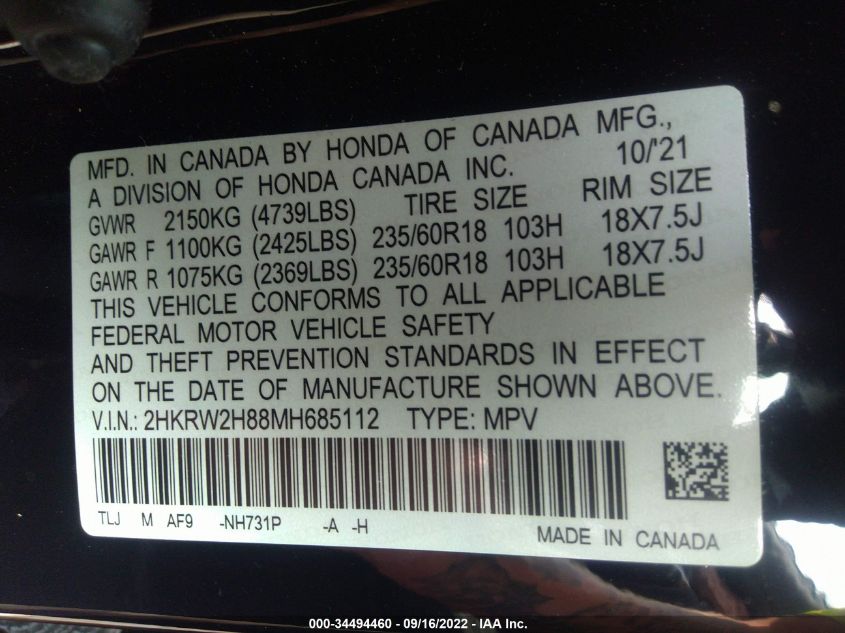 MFD. IN CANADA BY HONDA OF CANADA MFG.,
A DIVISION OF HONDA CANADA INC. 10/'21
GVWR 2150KG (4739LBS) TIRE SIZE RIM SIZE
GAWR F 1100KG (2425LBS) 235/60R18 103H 18X7.5J
GAWR R 1075KG (2369LBS) 235/60R18 103H 18X7.5J
THIS VEHICLE CONFORMS TO ALL APPLICABLE
FEDERAL MOTOR VEHICLE SAFETY
AND THEFT PREVENTION STANDARDS IN EFFECT
ON THE DATE OF MANUFACTURE SHOWN ABOVE.
V.I.N.: 2HKRW2H88MH685112 TYPE: MPV
TLJ M AF9 -NH731P -A -H
MADE IN CANADA
000-34494460 - 09/16/2022 - IAA Inc.